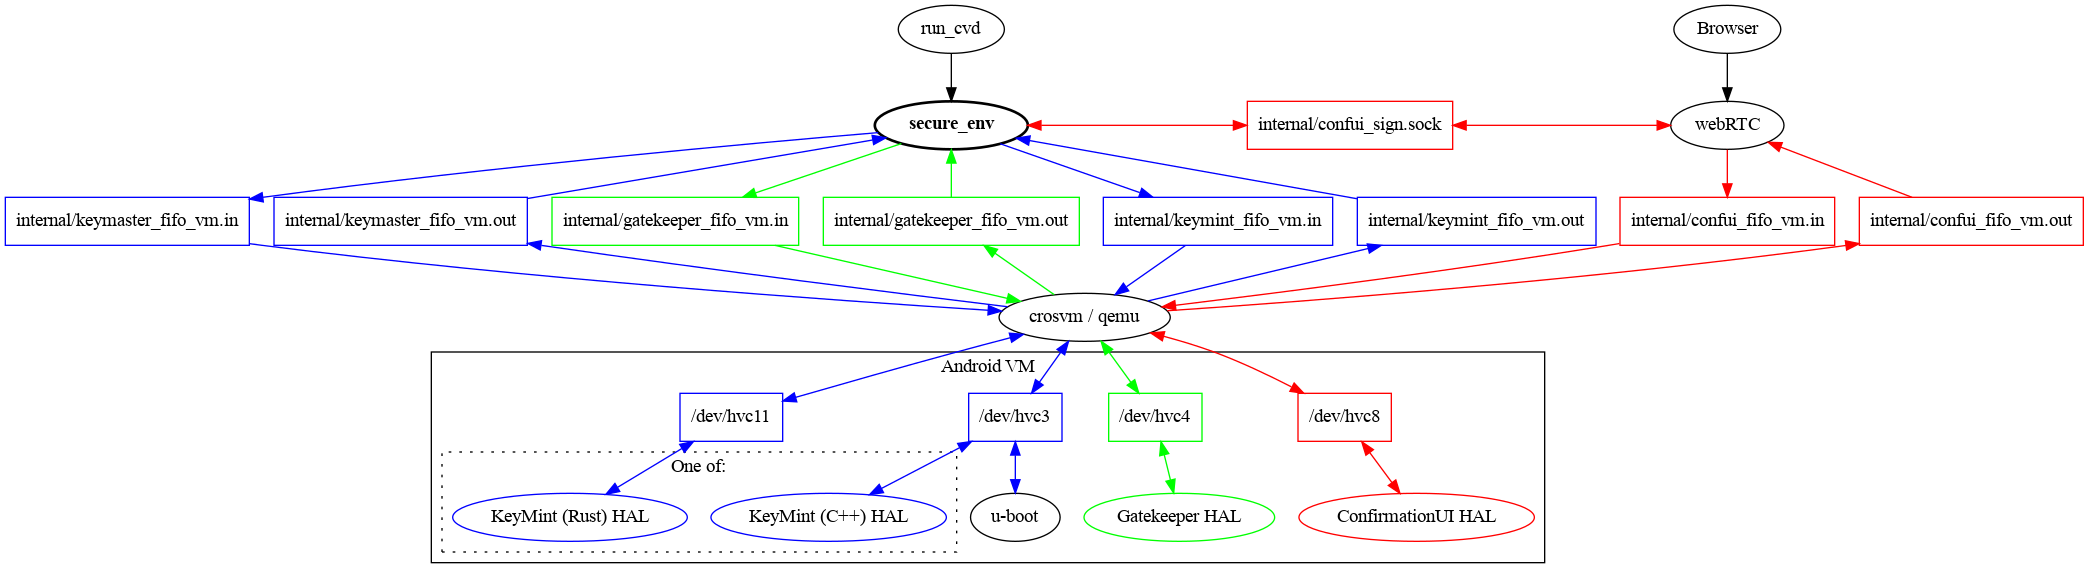 run_cvd
Browser
secure_env
internal/confui_sign.sock
webRTC
internal/keymaster_fifo_vm.in
internal/keymaster_fifo_vm.out
internal/gatekeeper_fifo_vm.in
internal/gatekeeper_fifo_vm.out
internal/keymint_fifo_vm.in
internal/keymint_fifo_vm.out
internal/confui_fifo_vm.in
internal/confui_fifo_vm.out
crosvm / qemu
Android VM
/dev/hvc11
/dev/hvc3
/dev/hvc4
/dev/hvc8
One of:
KeyMint (Rust) HAL
KeyMint (C++) HAL
u-boot
Gatekeeper HAL
ConfirmationUI HAL